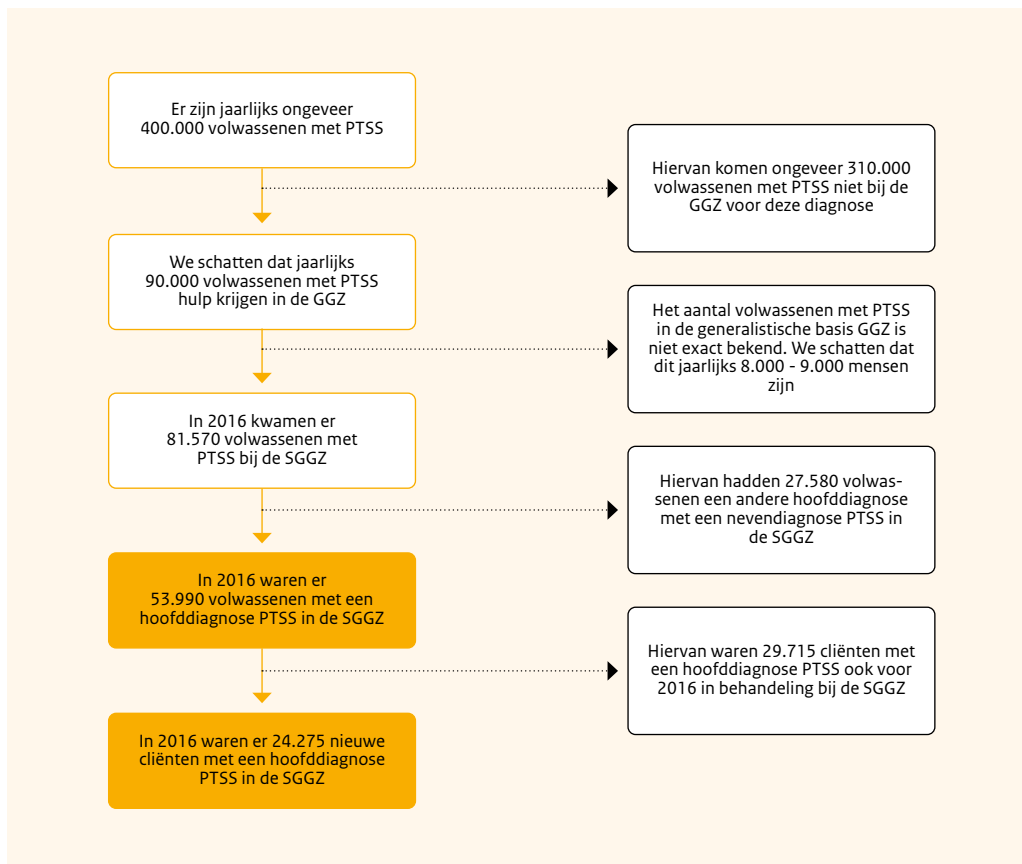 Er zijn jaarlijks ongeveer
400.000 volwassenen met PTSS
Hiervan komen ongeveer 310.000
volwassenen met PTSS niet bij de
GGZ voor deze diagnose
We schatten dat jaarlijks
90.000 volwassenen met PTSS
hulp krijgen in de GGZ
Het aantal volwassenen met PTSS
in de generalistische basis GGZ is
niet exact bekend. We schatten dat
dit jaarlijks 8.000 - 9.000 mensen
zijn
In 2016 kwamen er
81.570 volwassenen met
PTSS bij de SGGZ
Hiervan hadden 27.580 volwas-
senen een andere hoofddiagnose
met een nevendiagnose PTSS in
de SGGZ
In 2016 waren er
53.990 volwassenen met een
hoofddiagnose PTSS in de SGGZ
Hiervan waren 29.715 cliënten met
een hoofddiagnose PTSS ook voor
2016 in behandeling bij de SGGZ
In 2016 waren er 24.275 nieuwe
cliënten met een hoofddiagnose
PTSS in de SGGZ